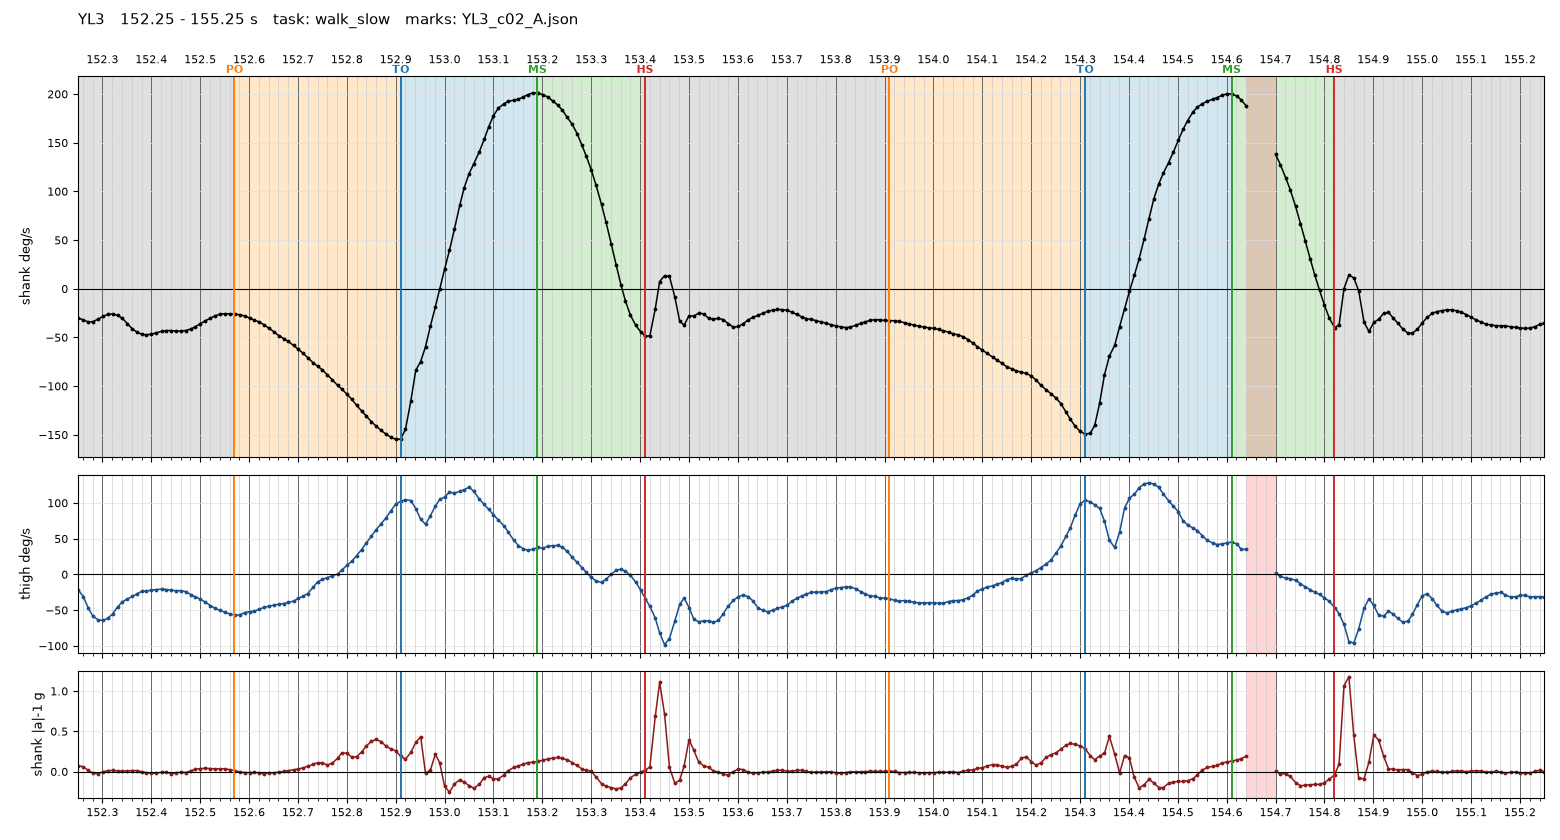 YL3   152.25 - 155.25 s   task: walk_slow   marks: YL3_c02_A.json
152.3 152.4 152.5 152.6 152.7 152.8 152.9 153.0 153.1 153.2 153.3 153.4 153.5 153.6 153.7 153.8 153.9 154.0 154.1 154.2 154.3 154.4 154.5 154.6 154.7 154.8 154.9 155.0 155.1 155.2
PO TO MS HS PO TO MS HS
shank deg/s
200
150
100
50
0
−50
−100
−150
thigh deg/s
100
50
0
−50
−100
shank |a|-1 g
1.0
0.5
0.0
152.3 152.4 152.5 152.6 152.7 152.8 152.9 153.0 153.1 153.2 153.3 153.4 153.5 153.6 153.7 153.8 153.9 154.0 154.1 154.2 154.3 154.4 154.5 154.6 154.7 154.8 154.9 155.0 155.1 155.2